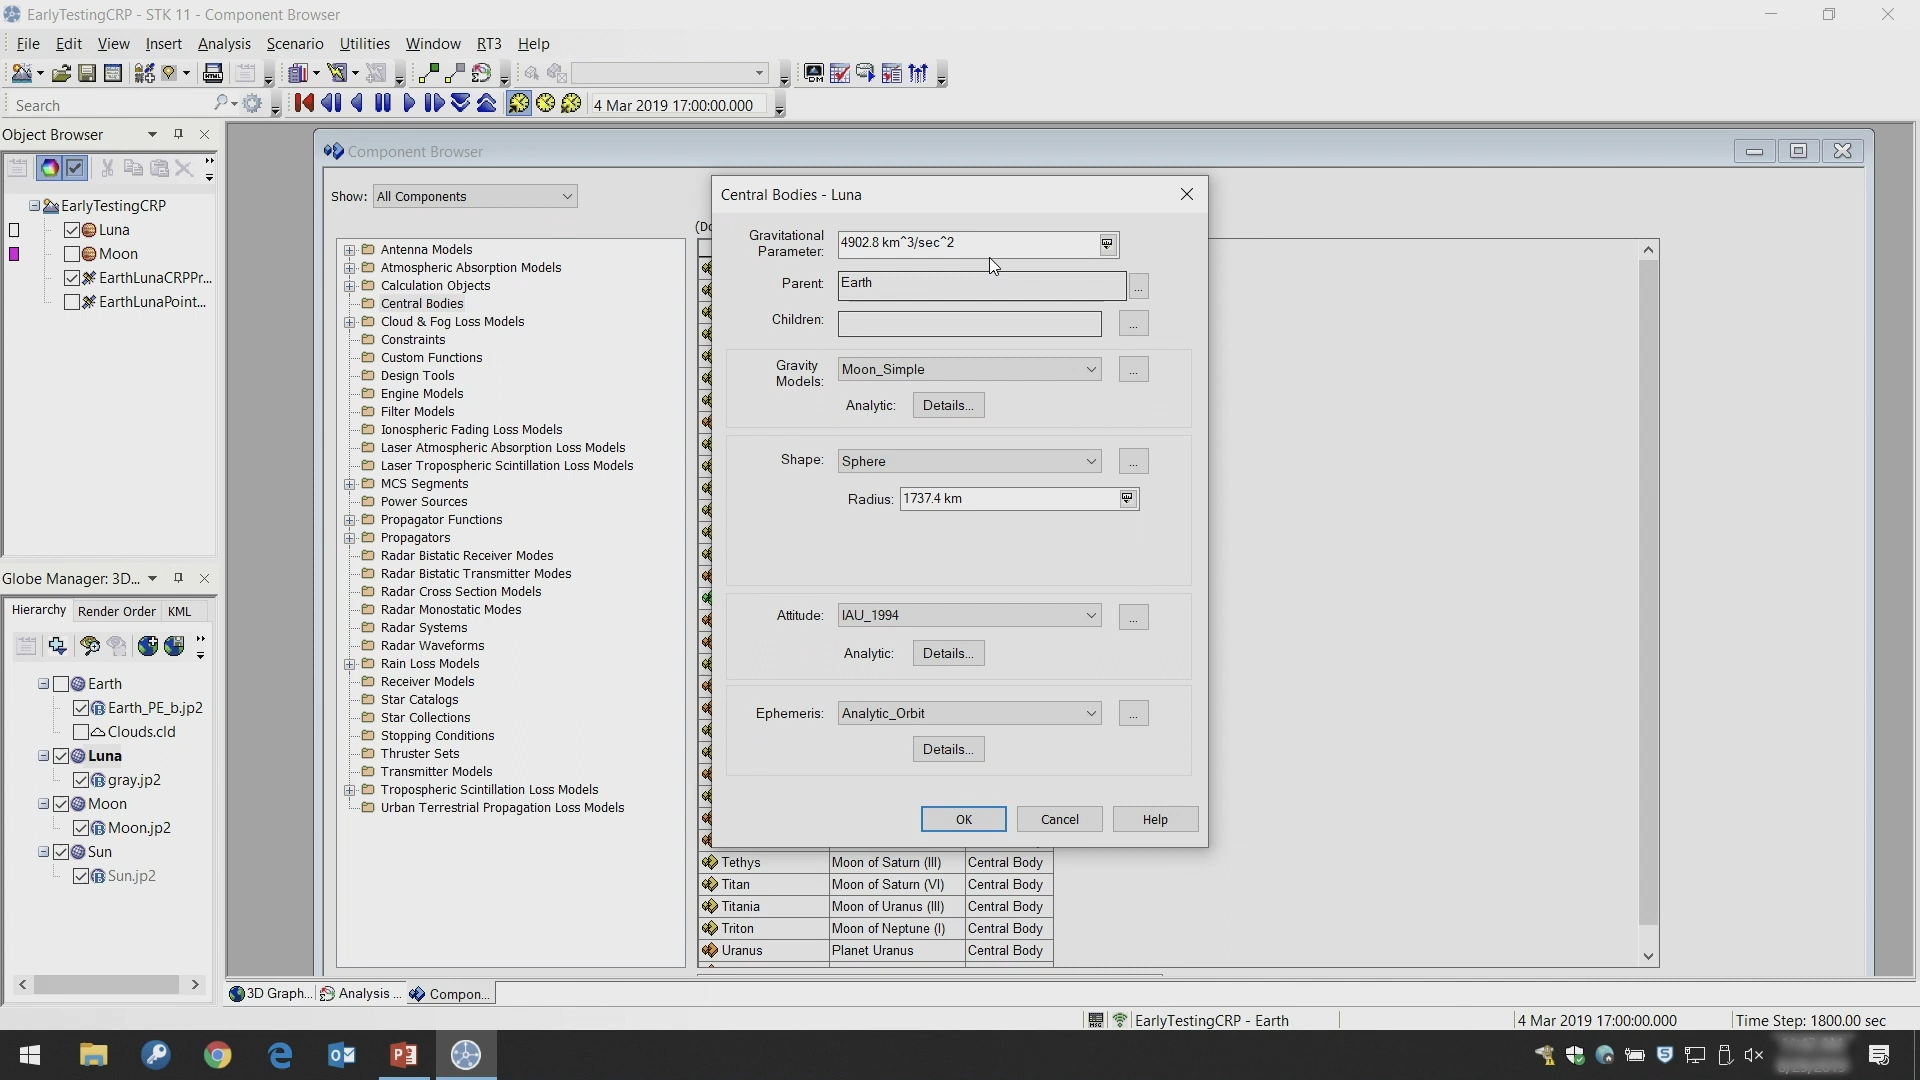 EarlyTestingCRP - STK 11 - Component Browser
File Edit View Insert Analysis Scenario Utilities Window RT3 Help
Search
4 Mar 2019 17:00:00.000
Object Browser
EarlyTestingCRP
Luna
Moon
EarthLunaCRPPr...
EarthLunaPoint...
Globe Manager: 3D...
Hierarchy Render Order KML
Earth
Earth_PE_b.jp2
Clouds.cld
Luna
gray.jp2
Moon
Moon.jp2
Sun
Sun.jp2
Component Browser
Show: All Components
(Do
Antenna Models
Atmospheric Absorption Models
Calculation Objects
Central Bodies
Cloud & Fog Loss Models
Constraints
Custom Functions
Design Tools
Engine Models
Filter Models
Ionospheric Fading Loss Models
Laser Atmospheric Absorption Loss Models
Laser Tropospheric Scintillation Loss Models
MCS Segments
Power Sources
Propagator Functions
Propagators
Radar Bistatic Receiver Modes
Radar Bistatic Transmitter Modes
Radar Cross Section Models
Radar Monostatic Modes
Radar Systems
Radar Waveforms
Rain Loss Models
Receiver Models
Star Catalogs
Star Collections
Stopping Conditions
Thruster Sets
Transmitter Models
Tropospheric Scintillation Loss Models
Urban Terrestrial Propagation Loss Models
Central Bodies - Luna
Gravitational
Parameter: 4902.8 km^3/sec^2
Parent: Earth ...
Children: ...
Gravity
Models: Moon_Simple ...
Analytic: Details...
Shape: Sphere ...
Radius: 1737.4 km
Attitude: IAU_1994 ...
Analytic: Details...
Ephemeris: Analytic_Orbit ...
Details...
OK Cancel Help
Tethys Moon of Saturn (III) Central Body
Titan Moon of Saturn (VI) Central Body
Titania Moon of Uranus (III) Central Body
Triton Moon of Neptune (I) Central Body
Uranus Planet Uranus Central Body
3D Graph... Analysis ... Compon...
EarlyTestingCRP - Earth 4 Mar 2019 17:00:00.000 Time Step: 1800.00 sec